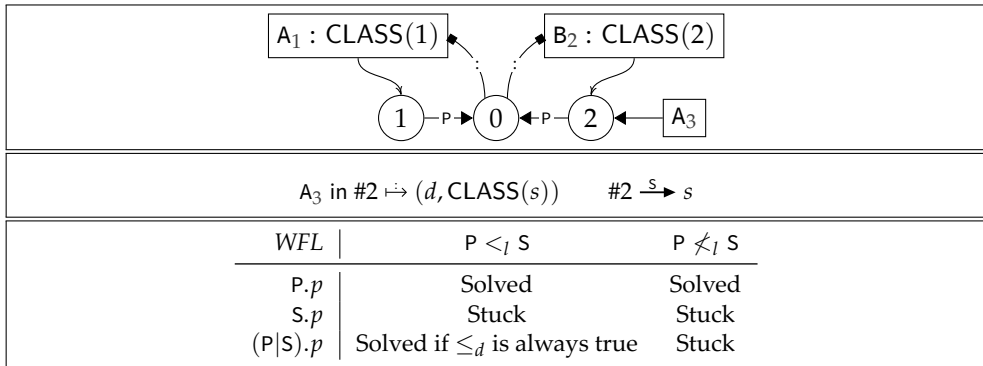 A₁ : CLASS(1) B₂ : CLASS(2)
: :
1 P 0 P 2 A₃
A₃ in #2 ↦ (d, CLASS(s)) #2 S s
WFL P <ₗ S P ≮ₗ S
P.p Solved Solved
S.p Stuck Stuck
(P|S).p Solved if ≤d is always true Stuck